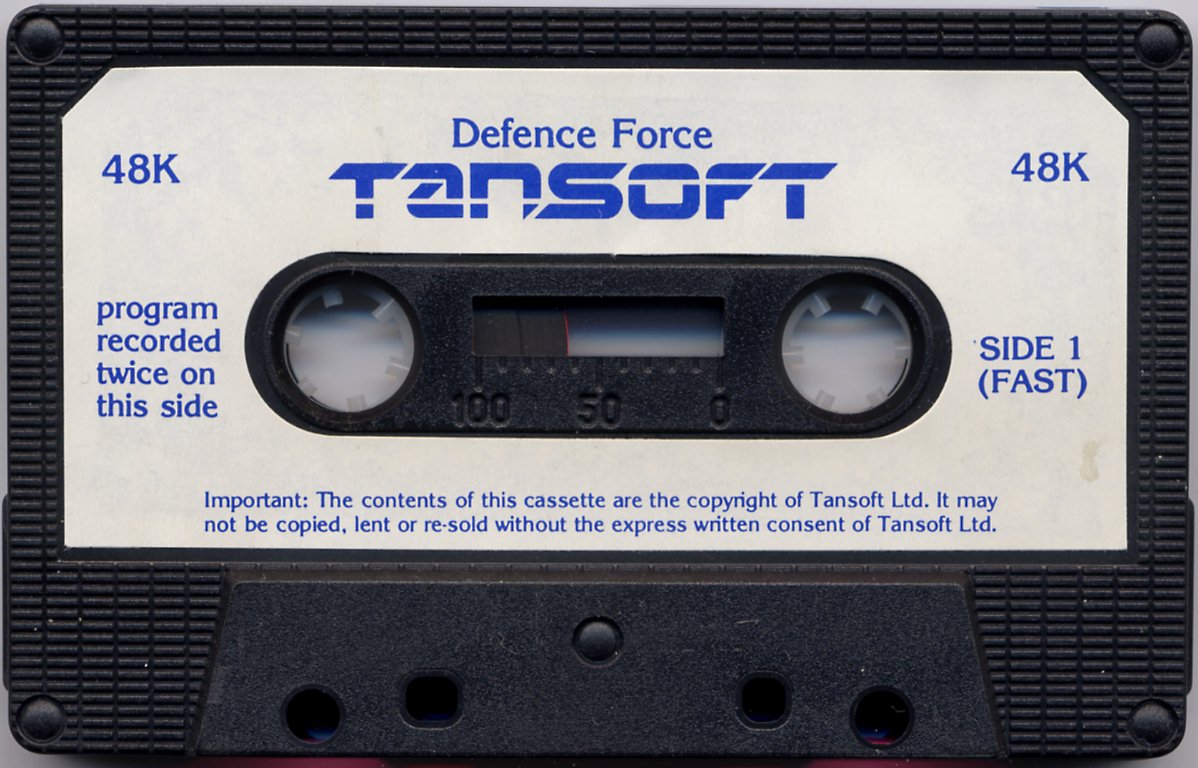 Defence Force
48K
TANSOFT
48K
program
recorded
twice on
this side
SIDE 1
(FAST)
100 50 0
Important: The contents of this cassette are the copyright of Tansoft Ltd. It may
not be copied, lent or re-sold without the express written consent of Tansoft Ltd.